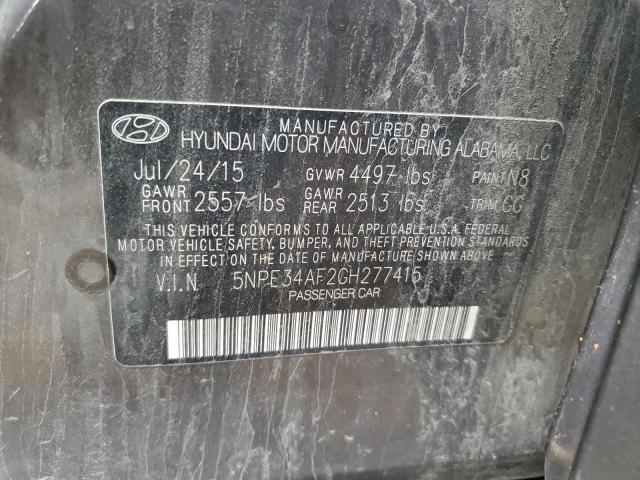 MANUFACTURED BY
HYUNDAI MOTOR MANUFACTURING ALABAMA, LLC
Jul/24/15 GVWR 4497 lbs PAINT N8
GAWR FRONT 2557 lbs GAWR REAR 2513 lbs TRIM GC
THIS VEHICLE CONFORMS TO ALL APPLICABLE U.S.A. FEDERAL
MOTOR VEHICLE SAFETY, BUMPER, AND THEFT PREVENTION STANDARDS
IN EFFECT ON THE DATE OF MANUFACTURE SHOWN ABOVE.
V.I.N. 5NPE34AF2GH277415
PASSENGER CAR